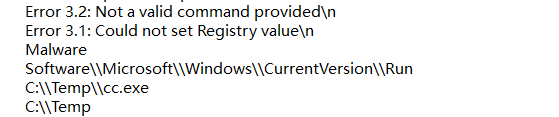 Error 3.2: Not a valid command provided\n
Error 3.1: Could not set Registry value\n
Malware
Software\\Microsoft\\Windows\\CurrentVersion\\Run
C:\\Temp\\cc.exe
C:\\Temp